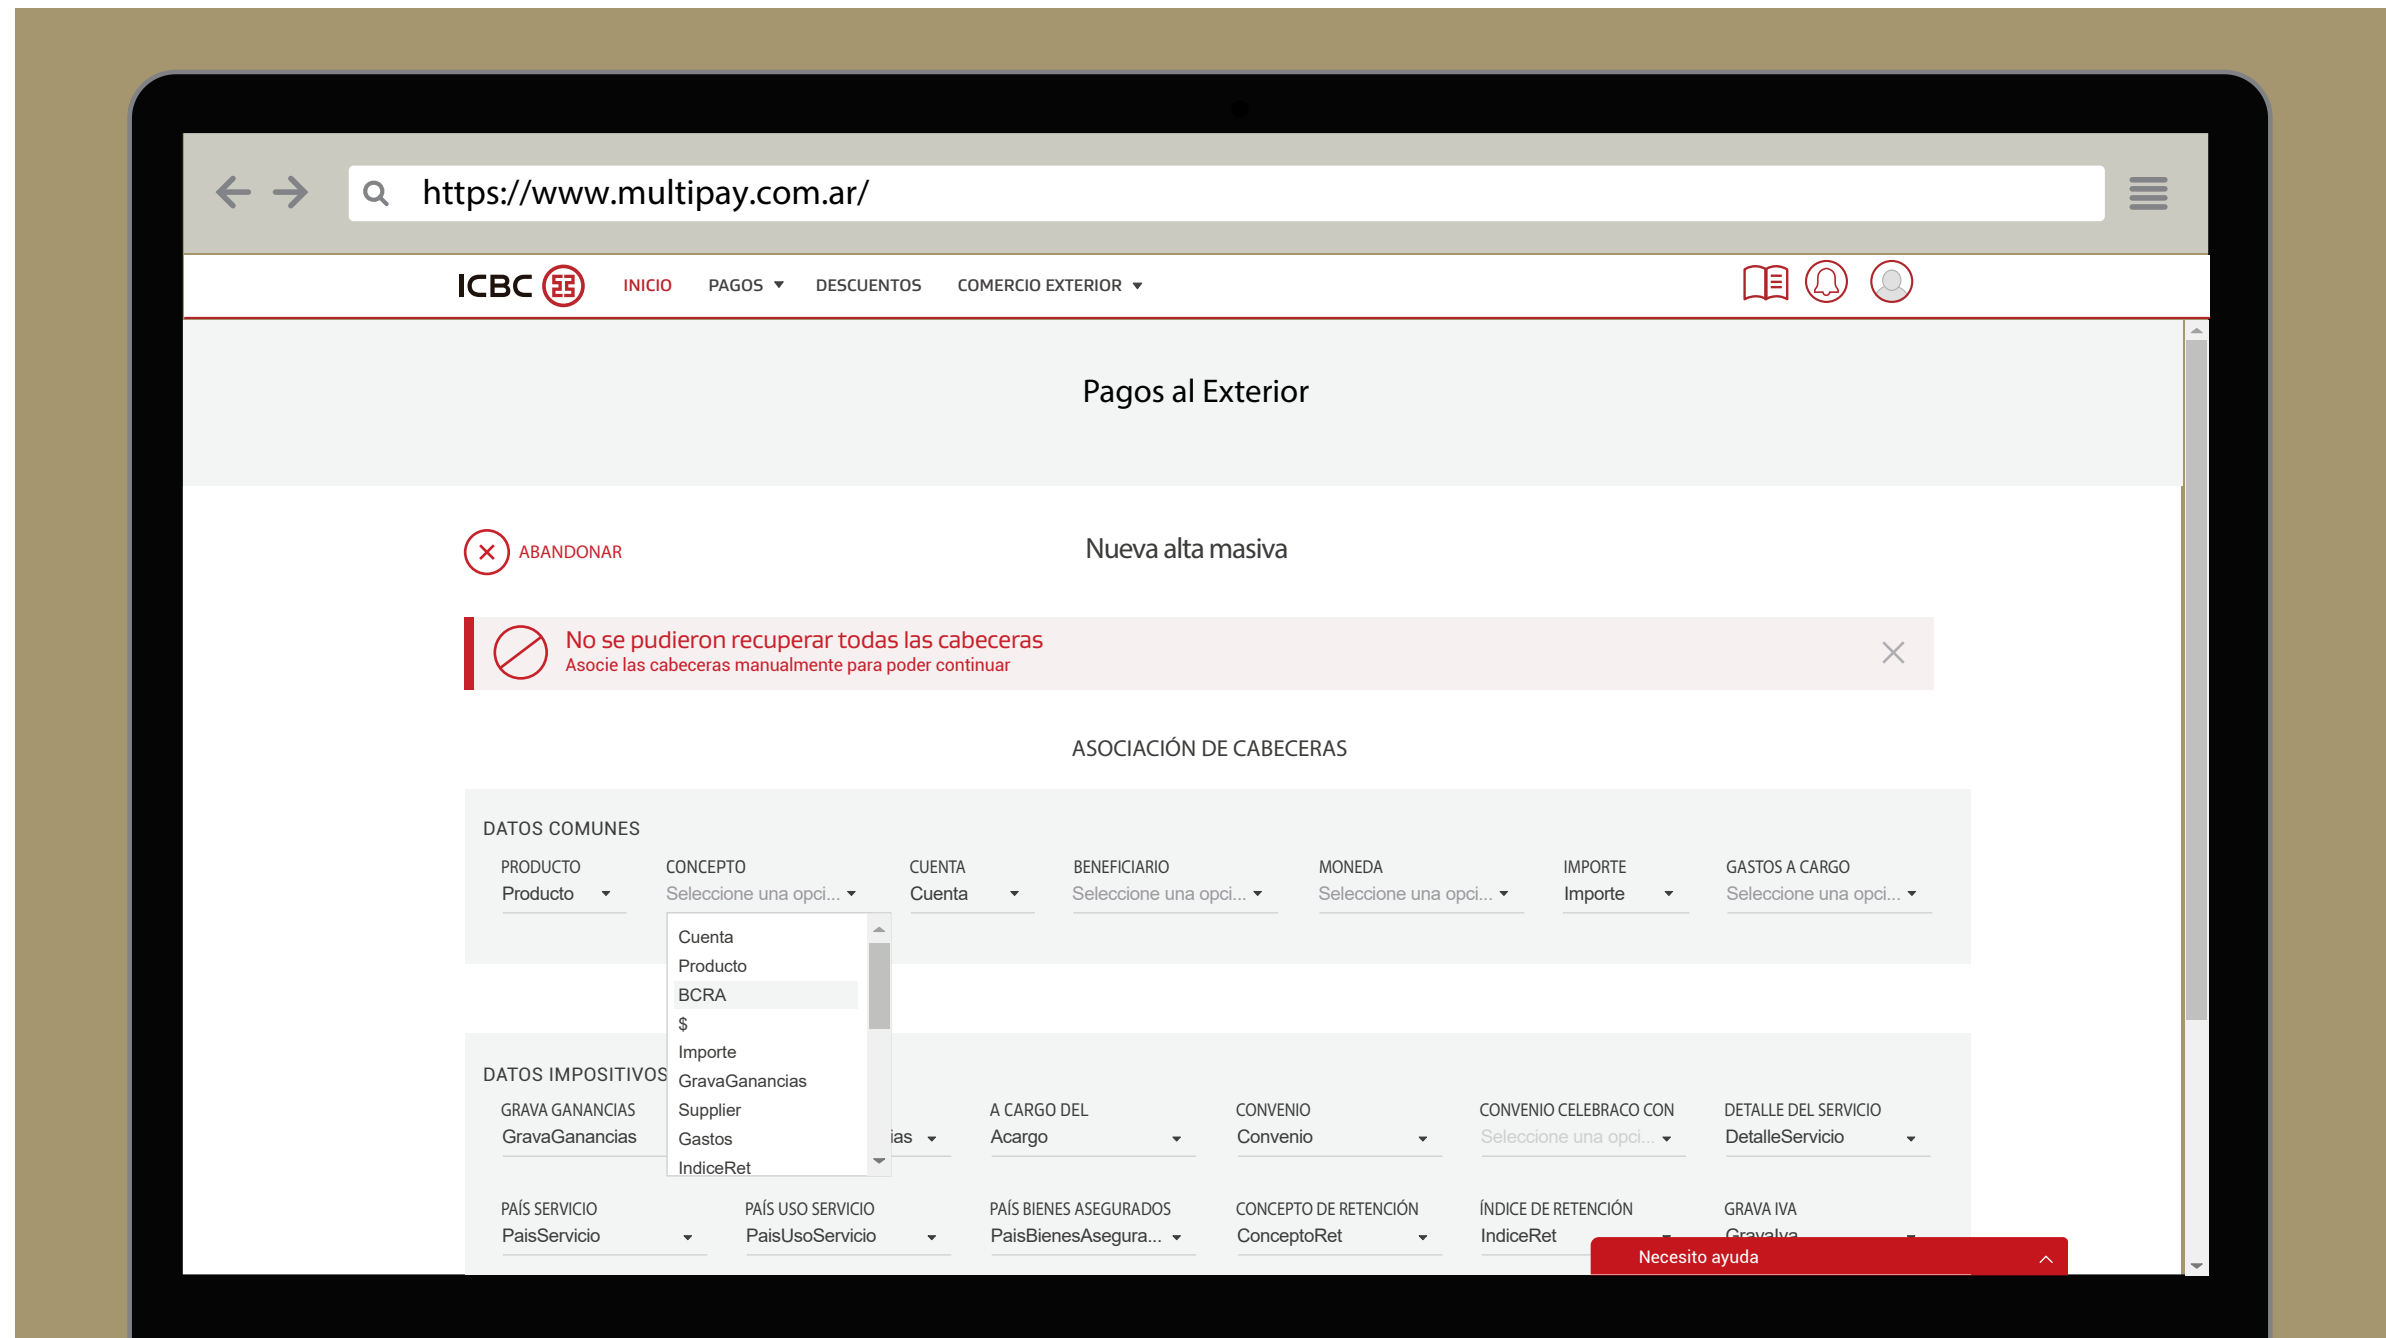 https://www.multipay.com.ar/
ICBC INICIO PAGOS DESCUENTOS COMERCIO EXTERIOR
Pagos al Exterior
ABANDONAR
Nueva alta masiva
No se pudieron recuperar todas las cabeceras
Asocie las cabeceras manualmente para poder continuar
ASOCIACIÓN DE CABECERAS
DATOS COMUNES
PRODUCTO CONCEPTO CUENTA BENEFICIARIO MONEDA IMPORTE GASTOS A CARGO
Producto Seleccione una opci... Cuenta Seleccione una opci... Seleccione una opci... Importe Seleccione una opci...
Cuenta
Producto
BCRA
$
Importe
GravaGanancias
Supplier
Gastos
IndiceRet
DATOS IMPOSITIVOS
GRAVA GANANCIAS A CARGO DEL CONVENIO CONVENIO CELEBRACO CON DETALLE DEL SERVICIO
GravaGanancias ias Acargo Convenio Seleccione una opci... DetalleServicio
PAÍS SERVICIO PAÍS USO SERVICIO PAÍS BIENES ASEGURADOS CONCEPTO DE RETENCIÓN ÍNDICE DE RETENCIÓN GRAVA IVA
PaisServicio PaisUsoServicio PaisBienesAsegura... ConceptoRet IndiceRet GravaIva
Necesito ayuda